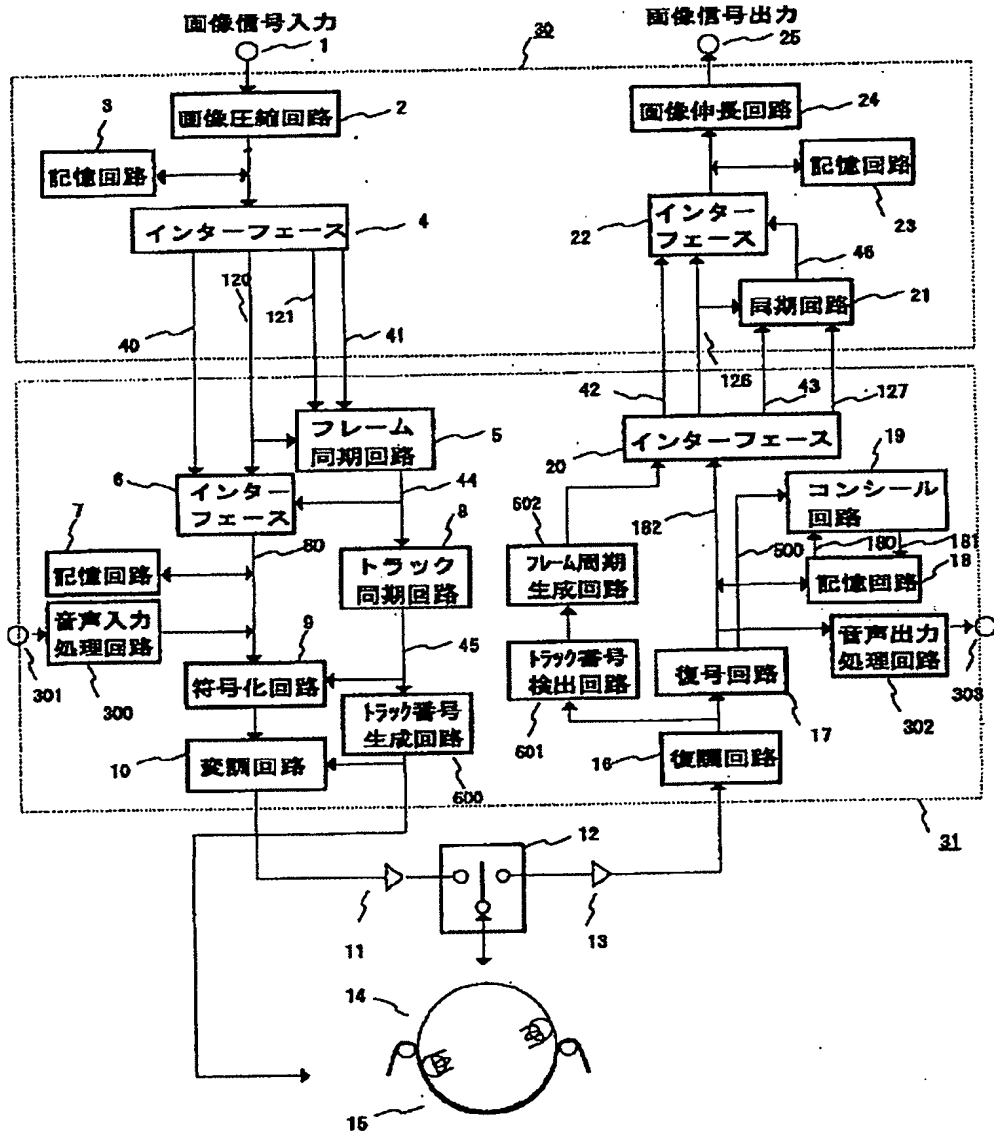 画像信号入力
1
画像信号出力
25
30
3
画像圧縮回路
2
記憶回路
インターフェース
4
画像伸長回路
24
記憶回路
23
22
インター
フェース
46
同期回路
21
40
120
121
41
42
126
43
127
フレーム
同期回路
5
20
インターフェース
6
インター
フェース
44
7
記憶回路
80
8
トラック
同期回路
19
コンシール
回路
182
500
180
181
記憶回路
18
602
フレーム周期
生成回路
301
音声入力
処理回路
300
9
符号化回路
45
トラック番号
検出回路
601
復号回路
17
音声出力
処理回路
302
303
10
変調回路
トラック番号
生成回路
600
16
復調回路
31
12
11
13
14
15